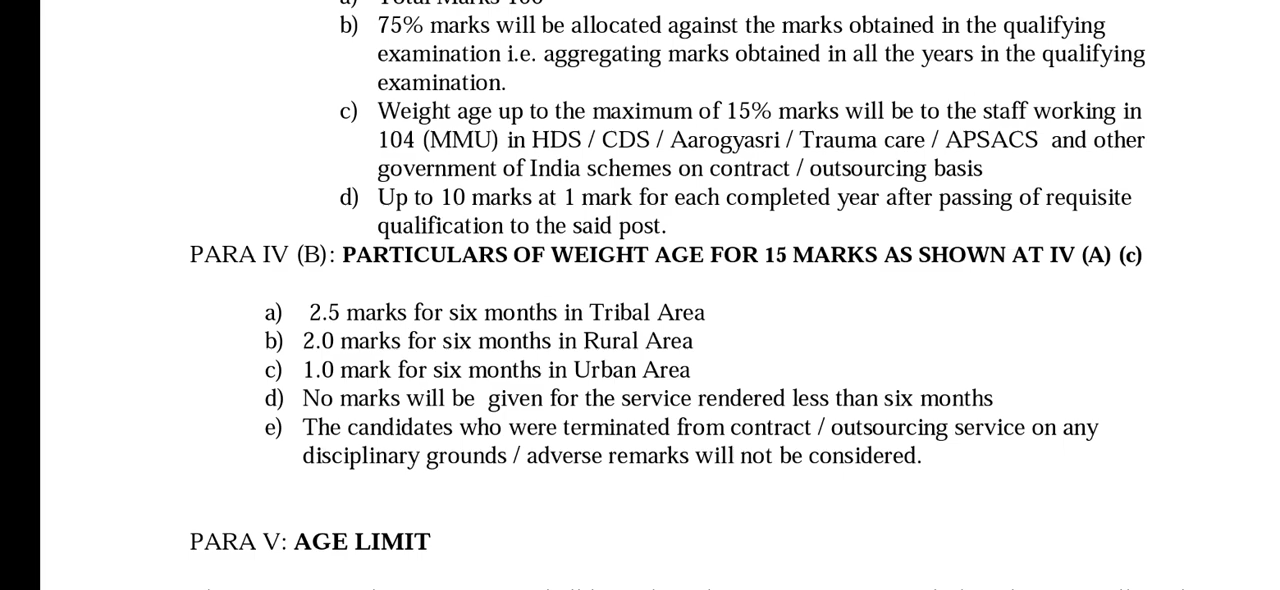 a) Total Marks 100
b) 75% marks will be allocated against the marks obtained in the qualifying
examination i.e. aggregating marks obtained in all the years in the qualifying
examination.
c) Weight age up to the maximum of 15% marks will be to the staff working in
104 (MMU) in HDS / CDS / Aarogyasri / Trauma care / APSACS and other
government of India schemes on contract / outsourcing basis
d) Up to 10 marks at 1 mark for each completed year after passing of requisite
qualification to the said post.
PARA IV (B): PARTICULARS OF WEIGHT AGE FOR 15 MARKS AS SHOWN AT IV (A) (c)
a) 2.5 marks for six months in Tribal Area
b) 2.0 marks for six months in Rural Area
c) 1.0 mark for six months in Urban Area
d) No marks will be given for the service rendered less than six months
e) The candidates who were terminated from contract / outsourcing service on any
disciplinary grounds / adverse remarks will not be considered.
PARA V: AGE LIMIT